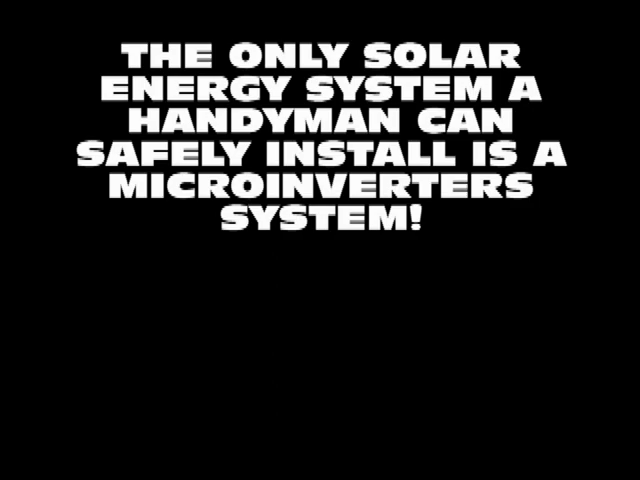 THE ONLY SOLAR
ENERGY SYSTEM A
HANDYMAN CAN
SAFELY INSTALL IS A
MICROINVERTERS
SYSTEM!